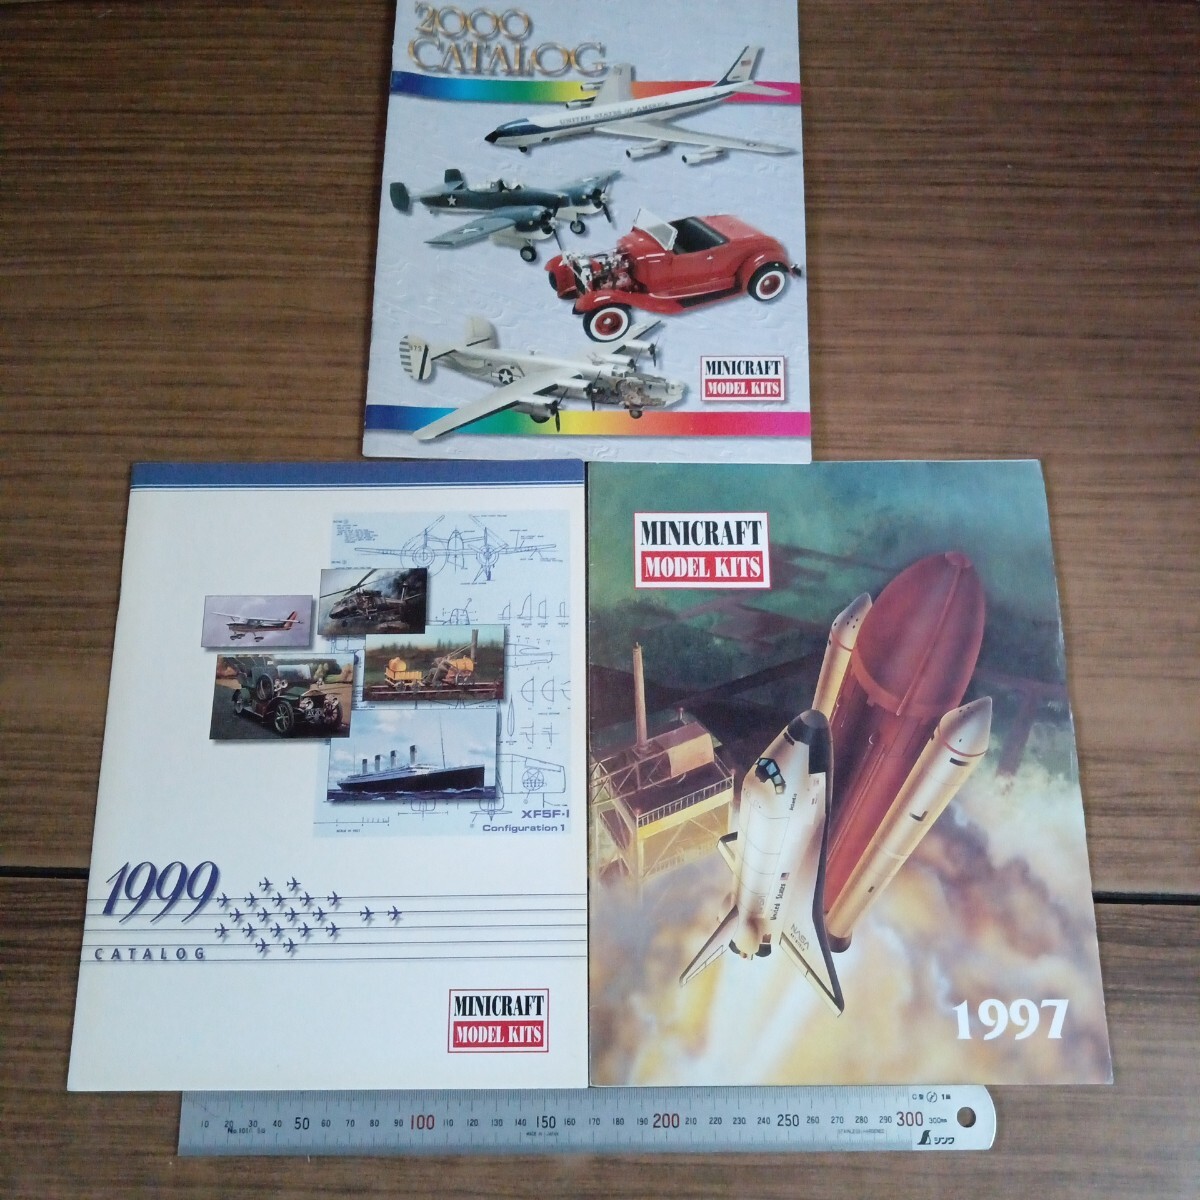 2000
CATALOG
UNITED STATES OF AMERICA
MINICRAFT
MODEL KITS
XF5F-1
Configuration 1
1999
CATALOG
MINICRAFT
MODEL KITS
MINICRAFT
MODEL KITS
Atlantis
United States
NASA
1997
10 20 30 40 50 60 70 80 90 100 110 120 130 140 150 160 170 180 190 200 210 220 230 240 250 260 270 280 290 300 300mm
シンワ